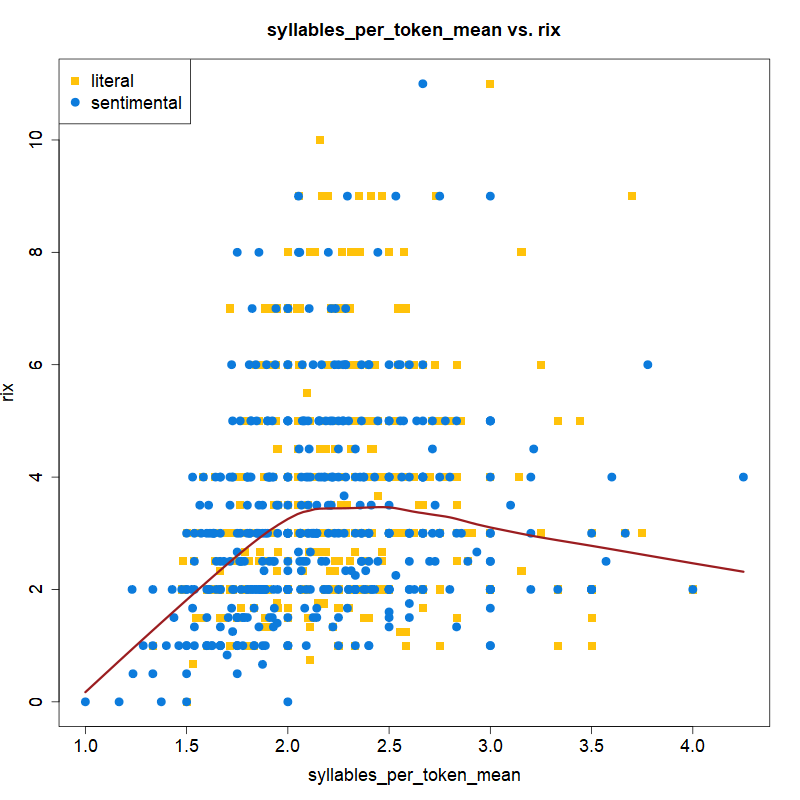 syllables_per_token_mean vs. rix
literal
sentimental
rix
10
8
6
4
2
0
1.0 1.5 2.0 2.5 3.0 3.5 4.0
syllables_per_token_mean